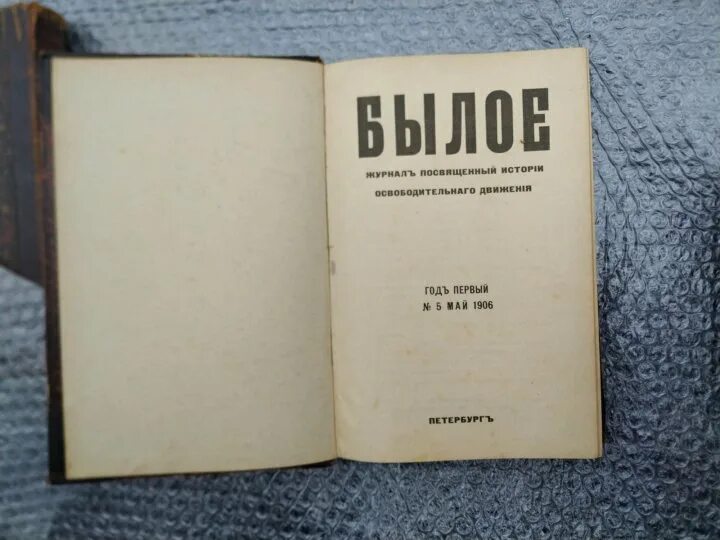 БЫЛОЕ
ЖУРНАЛЪ ПОСВЯЩЕННЫЙ ИСТОРІИ
ОСВОБОДИТЕЛЬНАГО ДВИЖЕНІЯ
ГОДЪ ПЕРВЫЙ
№ 5 МАЙ 1906
ПЕТЕРБУРГЪ